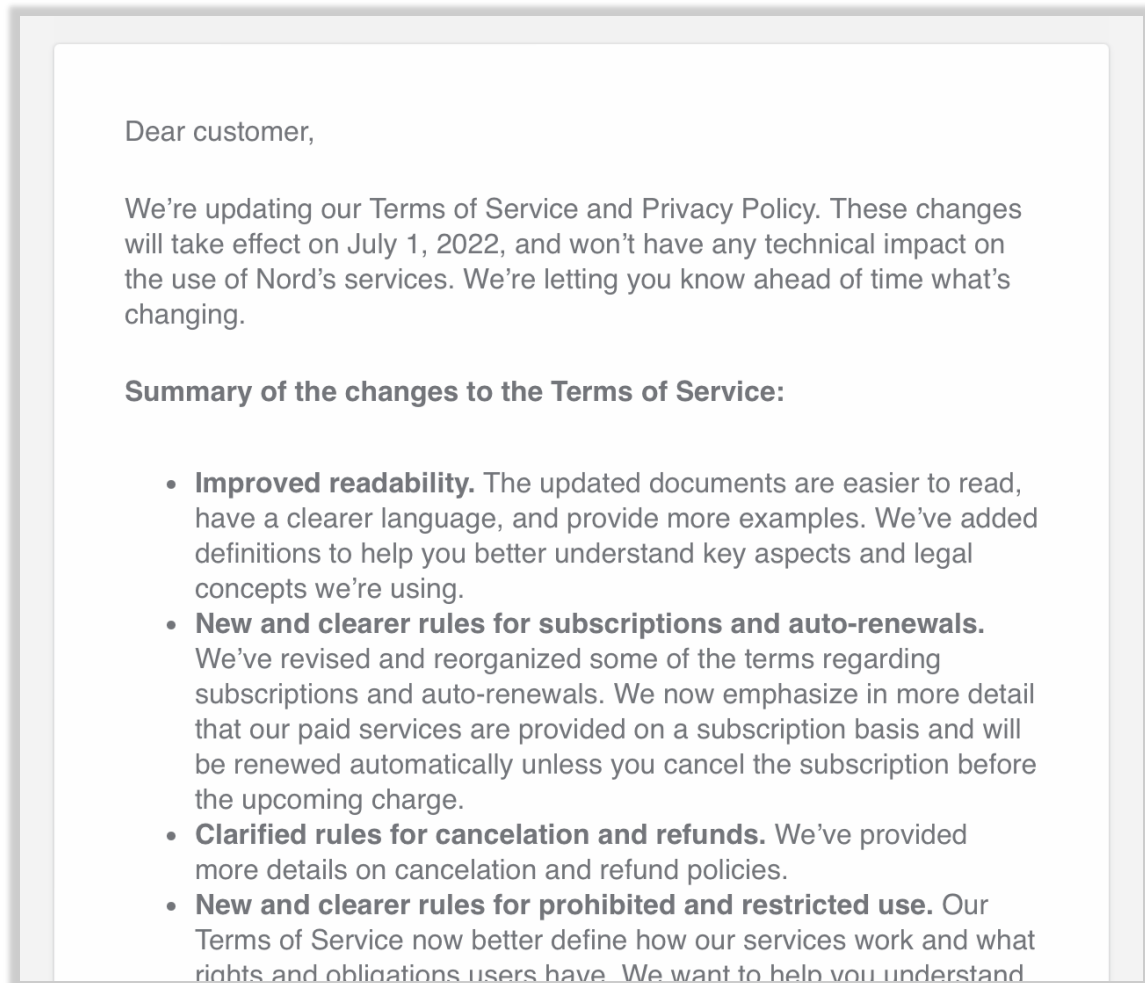 Dear customer,
We’re updating our Terms of Service and Privacy Policy. These changes
will take effect on July 1, 2022, and won’t have any technical impact on
the use of Nord’s services. We’re letting you know ahead of time what’s
changing.
Summary of the changes to the Terms of Service:
• Improved readability. The updated documents are easier to read,
have a clearer language, and provide more examples. We’ve added
definitions to help you better understand key aspects and legal
concepts we’re using.
• New and clearer rules for subscriptions and auto-renewals.
We’ve revised and reorganized some of the terms regarding
subscriptions and auto-renewals. We now emphasize in more detail
that our paid services are provided on a subscription basis and will
be renewed automatically unless you cancel the subscription before
the upcoming charge.
• Clarified rules for cancelation and refunds. We’ve provided
more details on cancelation and refund policies.
• New and clearer rules for prohibited and restricted use. Our
Terms of Service now better define how our services work and what
rights and obligations users have. We want to help you understand